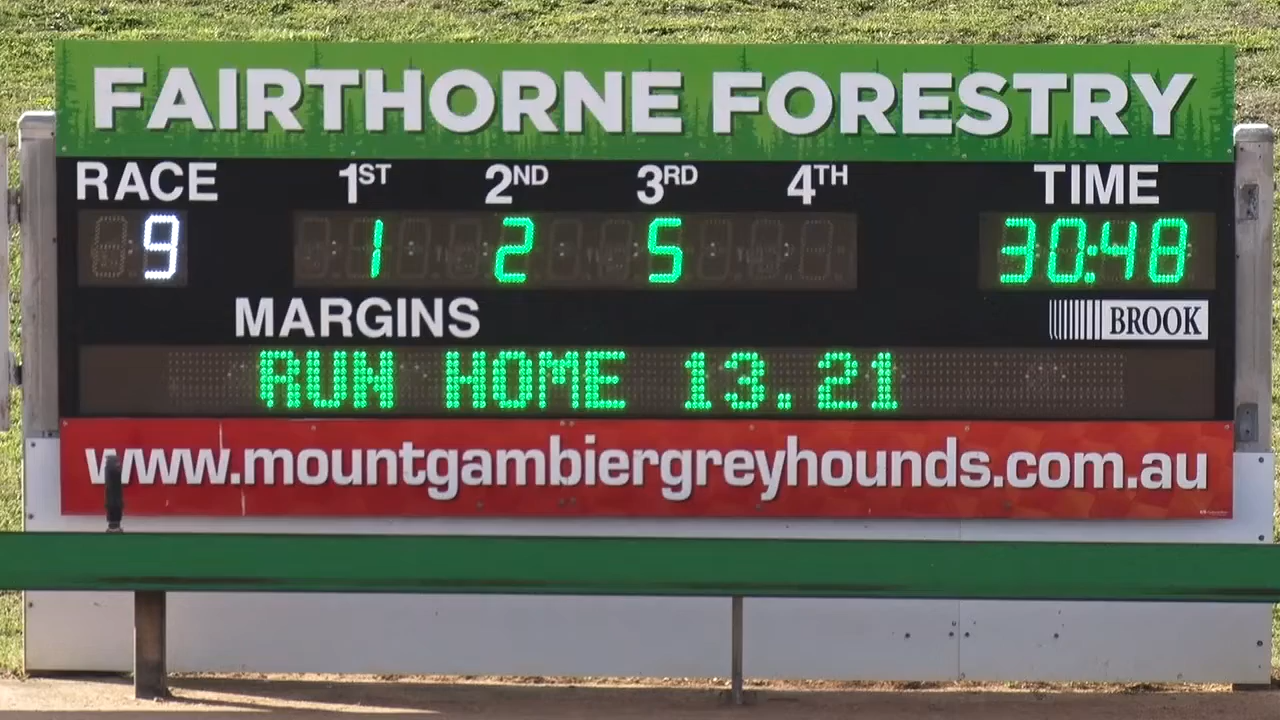 FAIRTHORNE FORESTRY
RACE 1ST 2ND 3RD 4TH TIME
9 1 2 5 30:48
MARGINS BROOK
RUN HOME 13.21
www.mountgambiergreyhounds.com.au